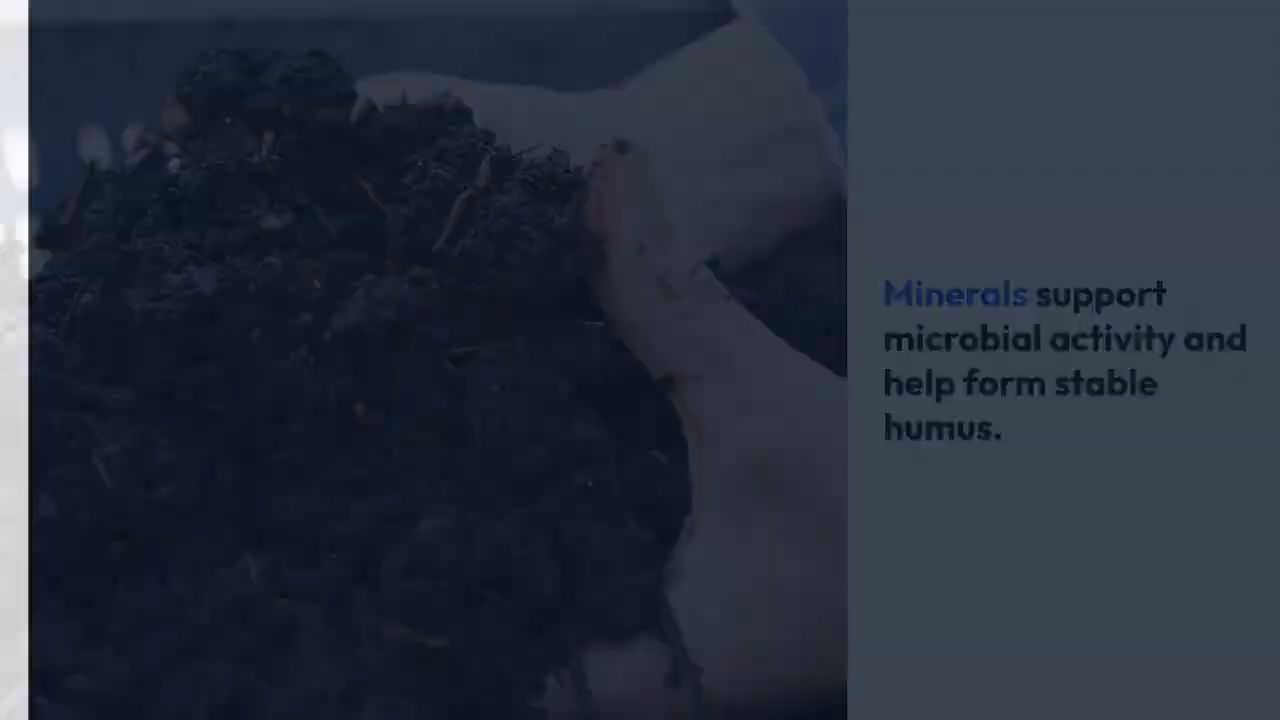 Minerals support
microbial activity and
help form stable
humus.